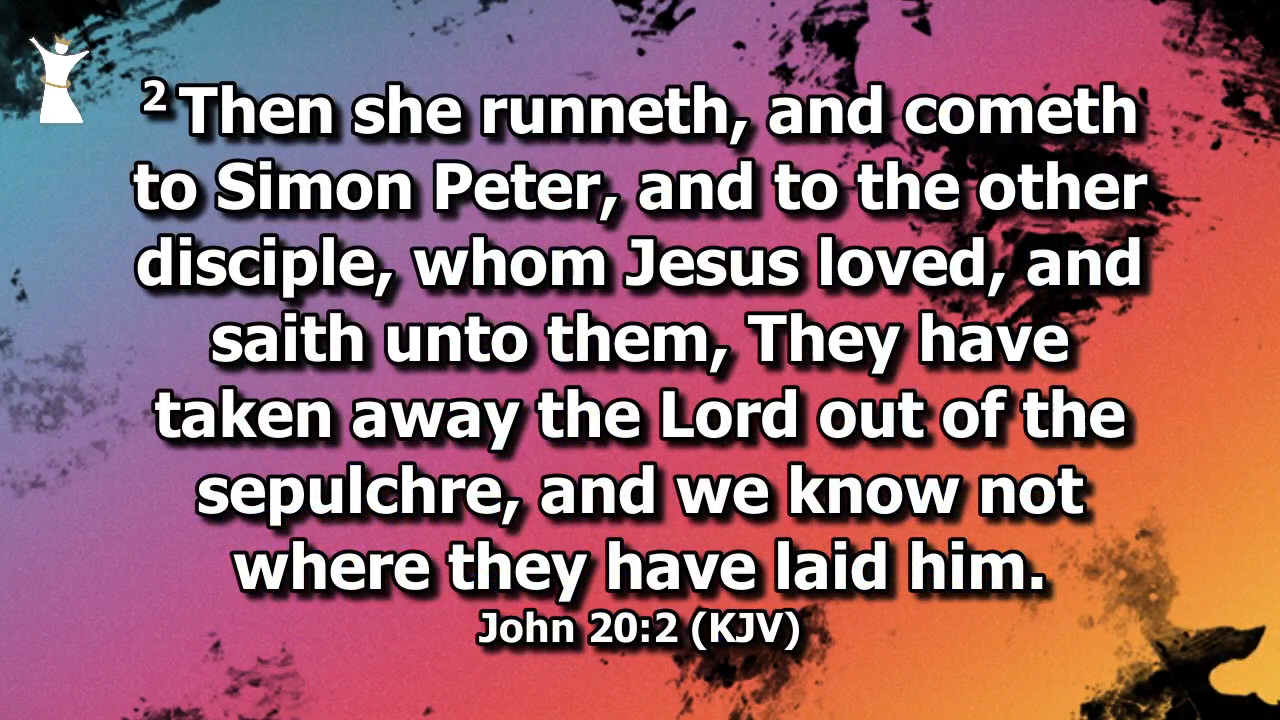 2 Then she runneth, and cometh
to Simon Peter, and to the other
disciple, whom Jesus loved, and
saith unto them, They have
taken away the Lord out of the
sepulchre, and we know not
where they have laid him.
John 20:2 (KJV)